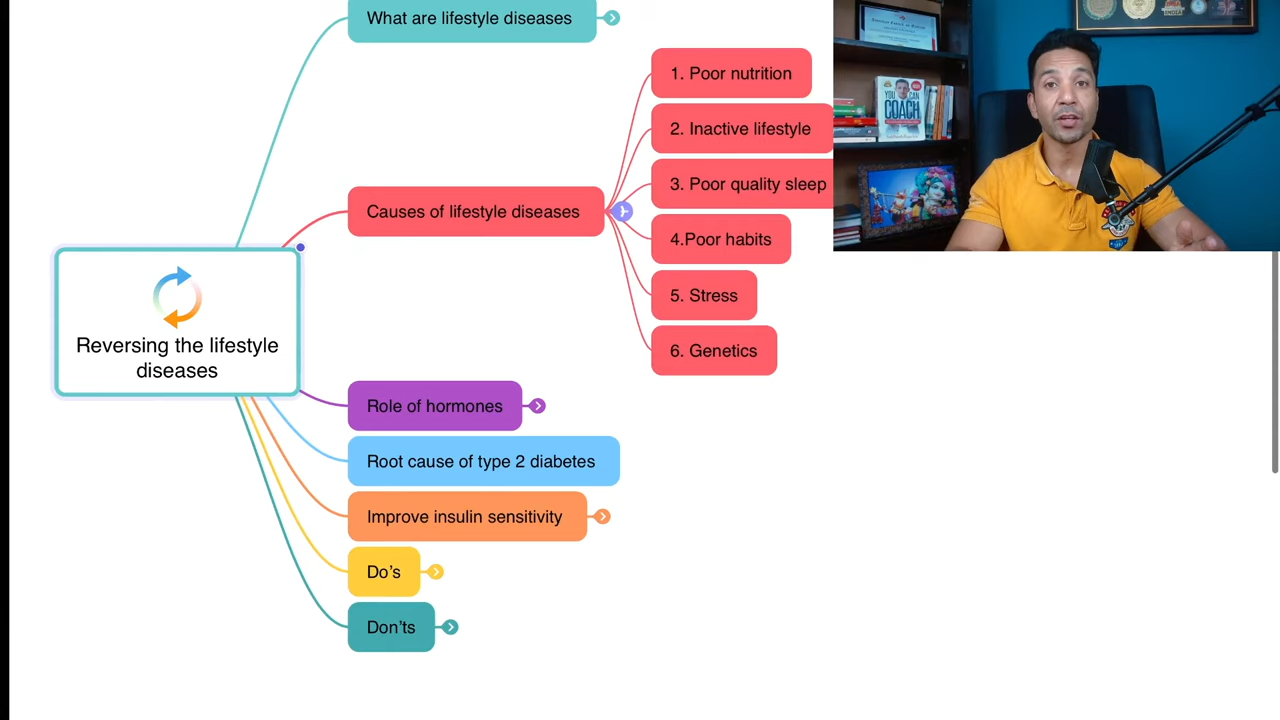 What are lifestyle diseases
1. Poor nutrition
2. Inactive lifestyle
3. Poor quality sleep
Causes of lifestyle diseases
4.Poor habits
5. Stress
6. Genetics
Reversing the lifestyle
diseases
Role of hormones
Root cause of type 2 diabetes
Improve insulin sensitivity
Do’s
Don’ts
YOU CAN
COACH